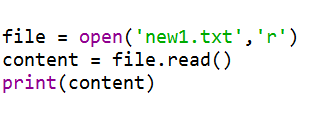 file = open('new1.txt','r')
content = file.read()
print(content)